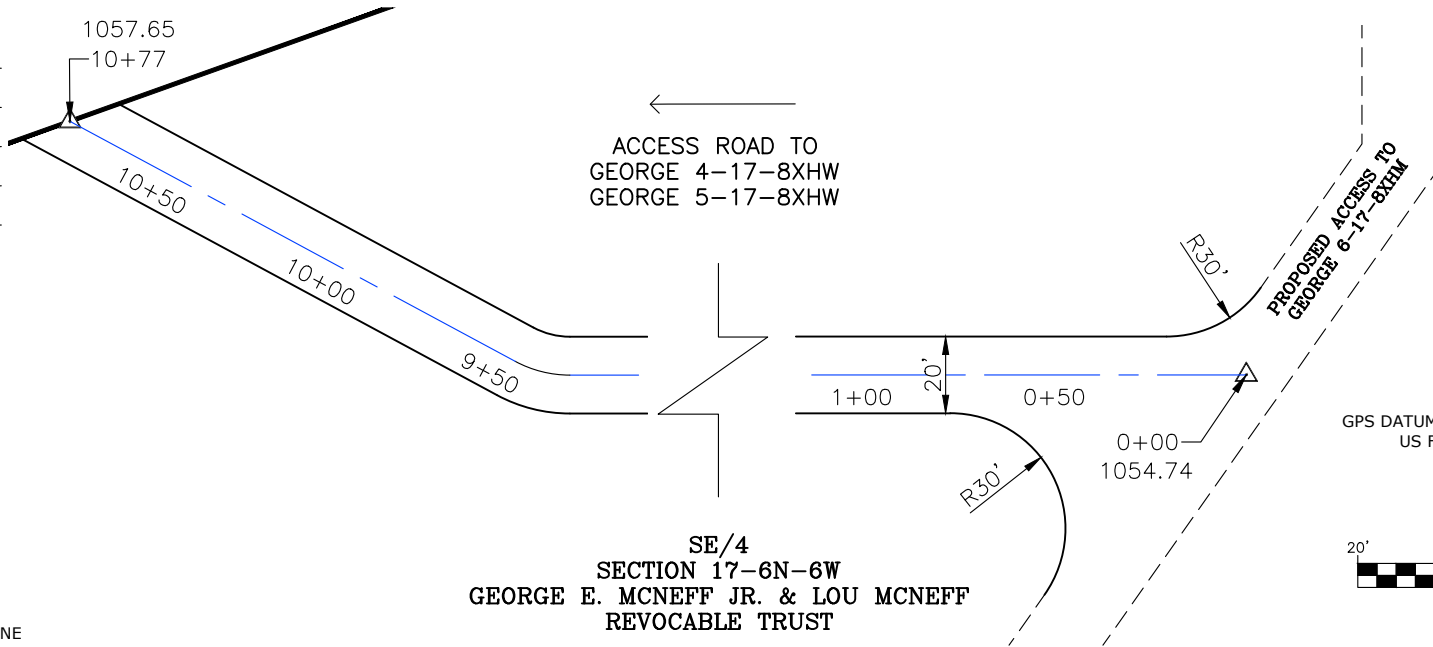 1057.65
10+77
ACCESS ROAD TO
GEORGE 4-17-8XHW
GEORGE 5-17-8XHW
PROPOSED ACCESS TO
GEORGE 6-17-8XHM
10+50
10+00
9+50
R30'
20'
1+00
0+50
0+00
1054.74
R30'
GPS DATUM
US F
20'
SE/4
SECTION 17-6N-6W
GEORGE E. MCNEFF JR. & LOU MCNEFF
REVOCABLE TRUST
NE